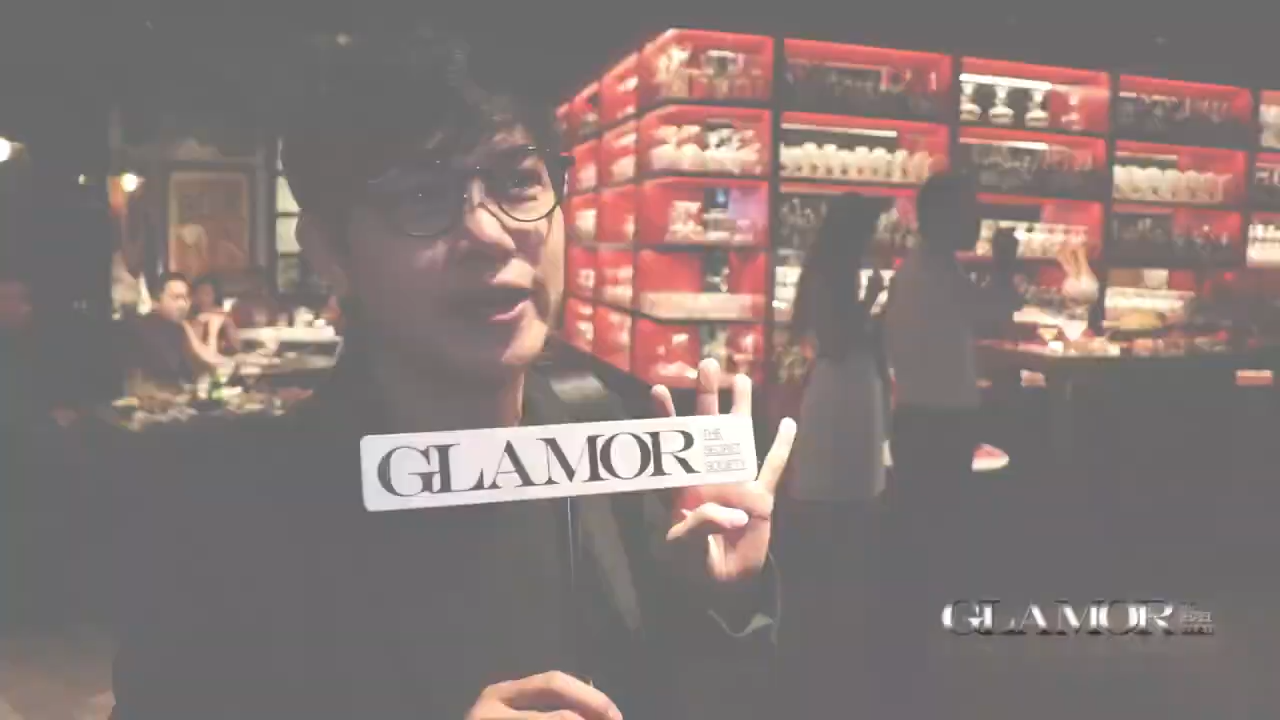 GLAMOR
THE
SECRET
SOCIETY
GLAMOR